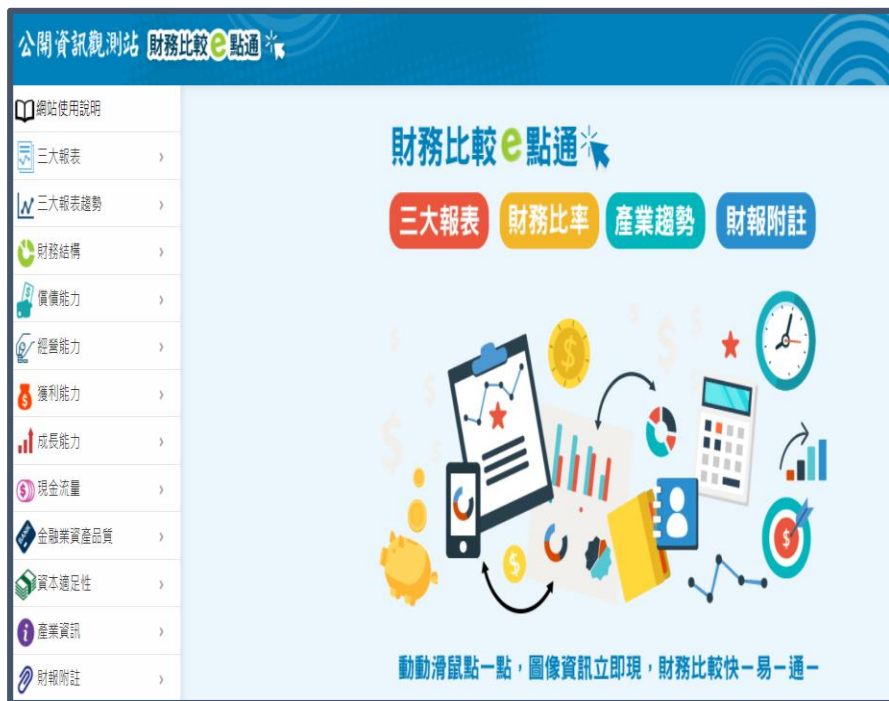 公開資訊觀測站 財務比較e點通
網站使用說明
三大報表
三大報表趨勢
財務結構
償債能力
經營能力
獲利能力
成長能力
現金流量
金融業資產品質
資本適足性
產業資訊
財報附註
財務比較e點通
三大報表 財務比率 產業趨勢 財報附註
動動滑鼠點一點，圖像資訊立即現，財務比較快一易一通一